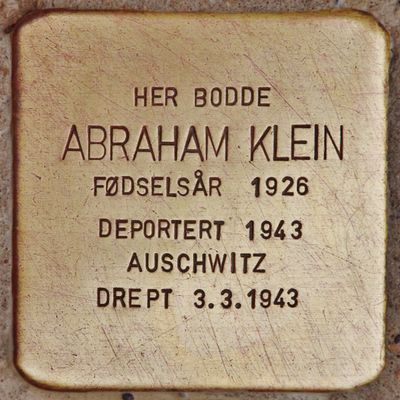 HER BODDE
ABRAHAM KLEIN
FØDSELSÅR 1926
DEPORTERT 1943
AUSCHWITZ
DREPT 3.3.1943